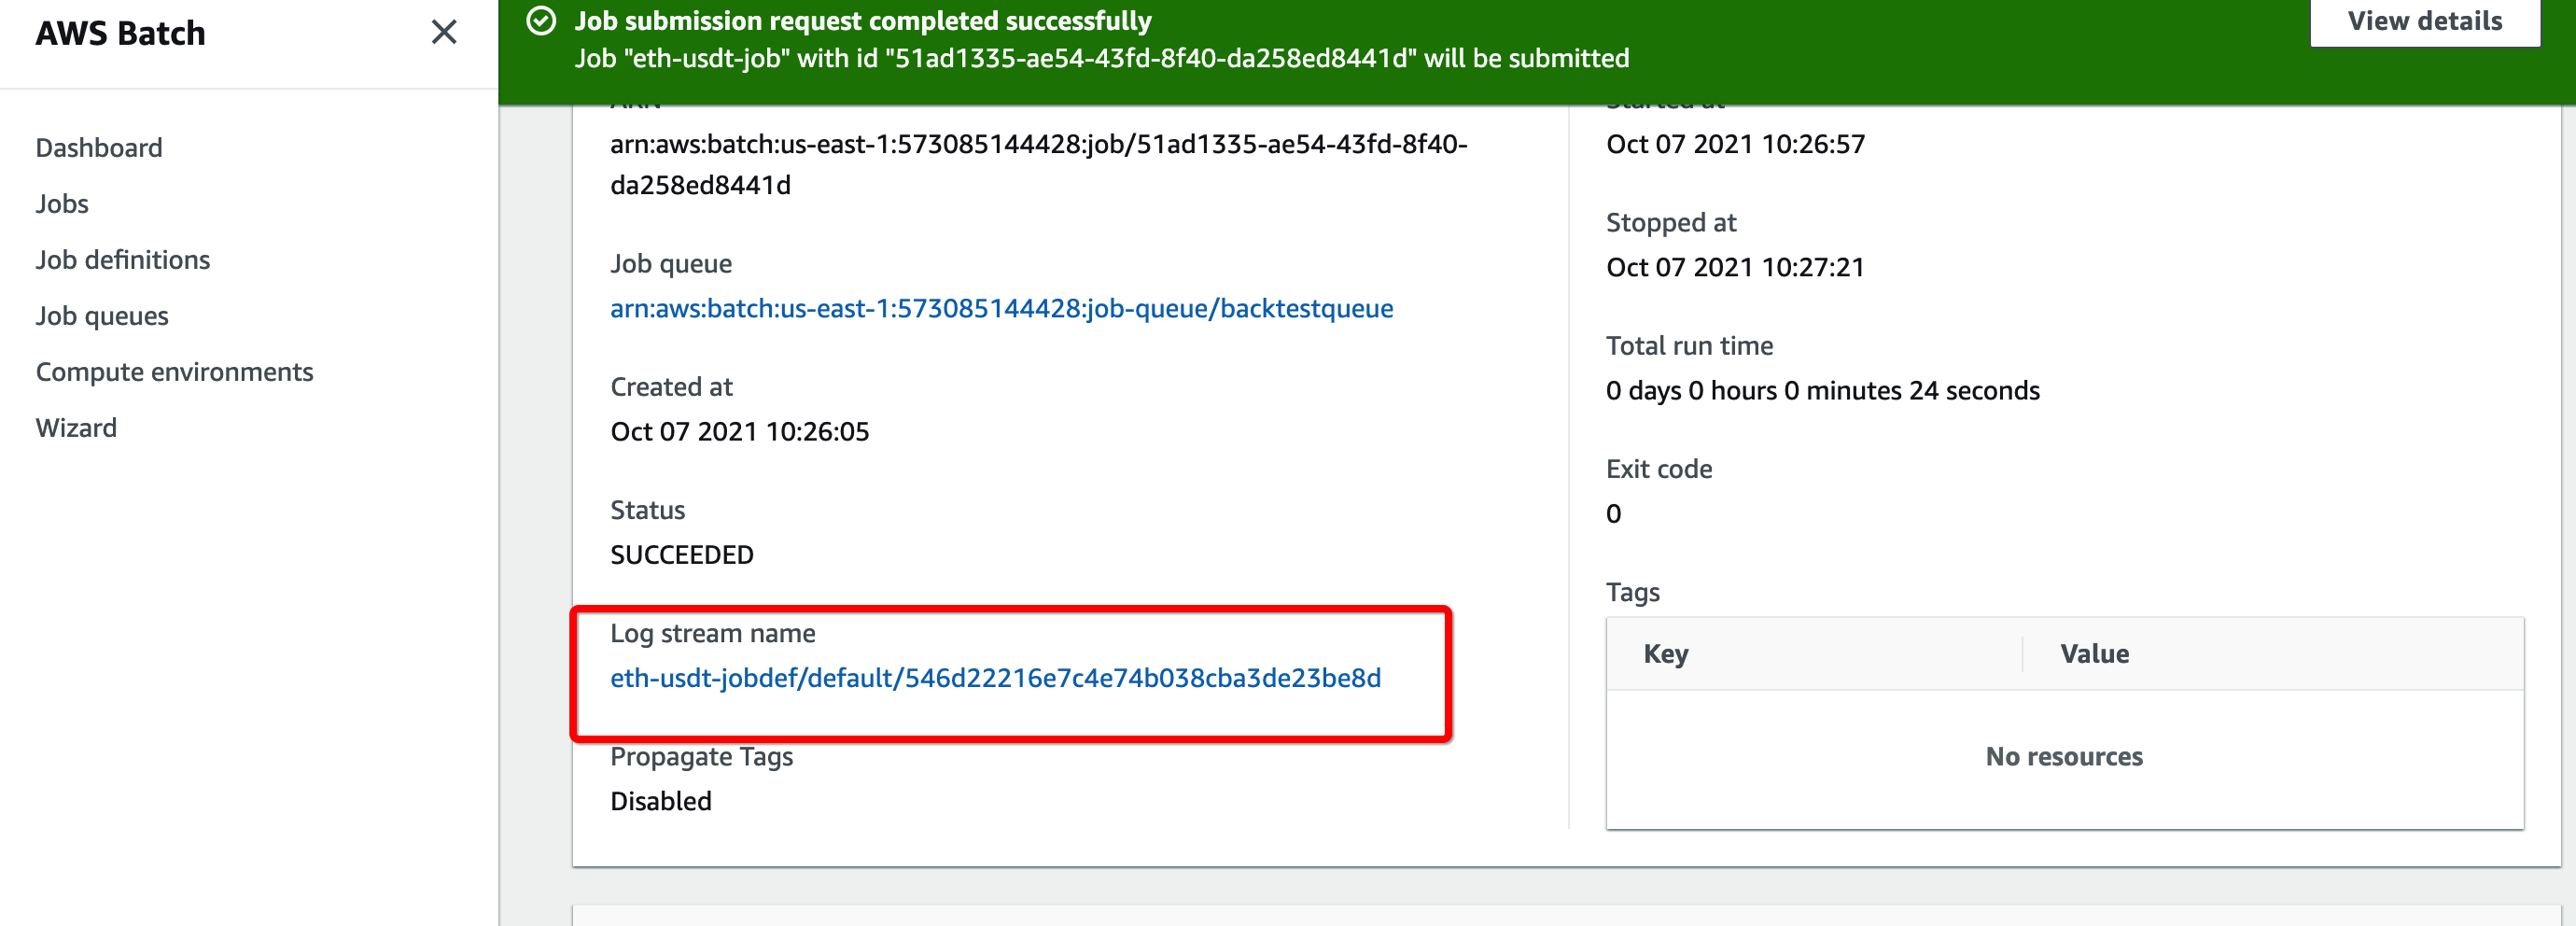 AWS Batch
Dashboard
Jobs
Job definitions
Job queues
Compute environments
Wizard
Job submission request completed successfully
Job "eth-usdt-job" with id "51ad1335-ae54-43fd-8f40-da258ed8441d" will be submitted
View details
ARN
arn:aws:batch:us-east-1:573085144428:job/51ad1335-ae54-43fd-8f40-
da258ed8441d
Job queue
arn:aws:batch:us-east-1:573085144428:job-queue/backtestqueue
Created at
Oct 07 2021 10:26:05
Status
SUCCEEDED
Log stream name
eth-usdt-jobdef/default/546d22216e7c4e74b038cba3de23be8d
Propagate Tags
Disabled
Started at
Oct 07 2021 10:26:57
Stopped at
Oct 07 2021 10:27:21
Total run time
0 days 0 hours 0 minutes 24 seconds
Exit code
0
Tags
Key
Value
No resources